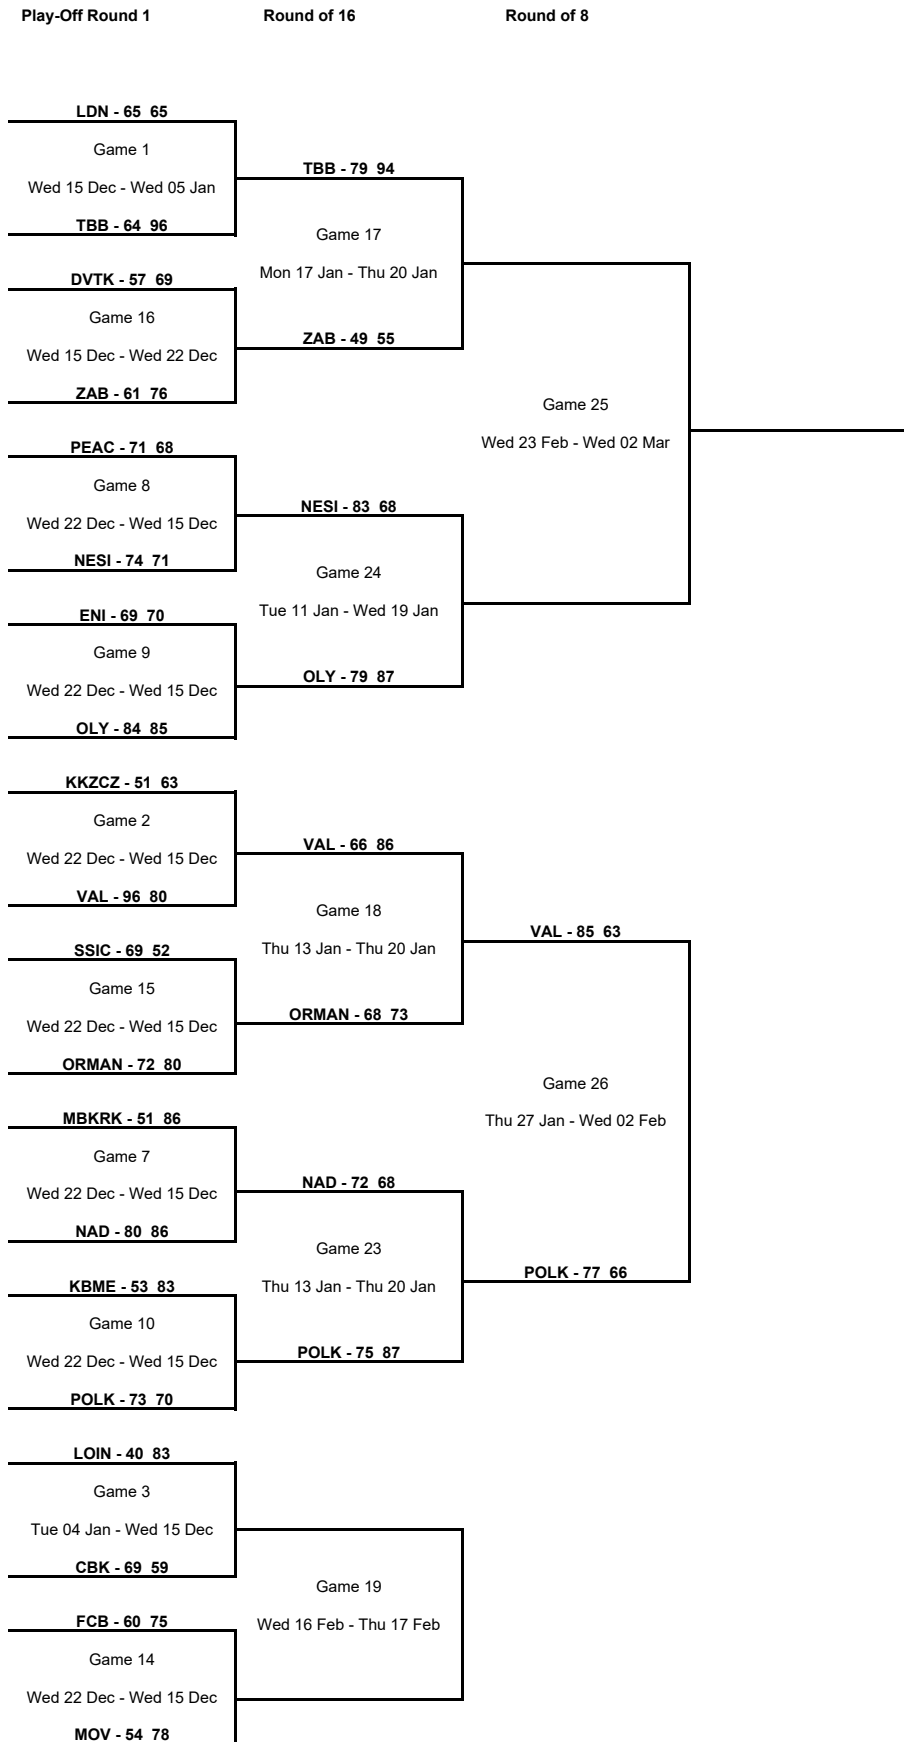 Play-Off Round 1
Round of 16
Round of 8
LDN - 65 65
Game 1
Wed 15 Dec - Wed 05 Jan
TBB - 64 96
DVTK - 57 69
Game 16
Wed 15 Dec - Wed 22 Dec
ZAB - 61 76
PEAC - 71 68
Game 8
Wed 22 Dec - Wed 15 Dec
NESI - 74 71
ENI - 69 70
Game 9
Wed 22 Dec - Wed 15 Dec
OLY - 84 85
KKZCZ - 51 63
Game 2
Wed 22 Dec - Wed 15 Dec
VAL - 96 80
SSIC - 69 52
Game 15
Wed 22 Dec - Wed 15 Dec
ORMAN - 72 80
MBKRK - 51 86
Game 7
Wed 22 Dec - Wed 15 Dec
NAD - 80 86
KBME - 53 83
Game 10
Wed 22 Dec - Wed 15 Dec
POLK - 73 70
LOIN - 40 83
Game 3
Tue 04 Jan - Wed 15 Dec
CBK - 69 59
FCB - 60 75
Game 14
Wed 22 Dec - Wed 15 Dec
MOV - 54 78
TBB - 79 94
Game 17
Mon 17 Jan - Thu 20 Jan
ZAB - 49 55
NESI - 83 68
Game 24
Tue 11 Jan - Wed 19 Jan
OLY - 79 87
VAL - 66 86
Game 18
Thu 13 Jan - Thu 20 Jan
ORMAN - 68 73
NAD - 72 68
Game 23
Thu 13 Jan - Thu 20 Jan
POLK - 75 87
Game 19
Wed 16 Feb - Thu 17 Feb
Game 25
Wed 23 Feb - Wed 02 Mar
VAL - 85 63
Game 26
Thu 27 Jan - Wed 02 Feb
POLK - 77 66